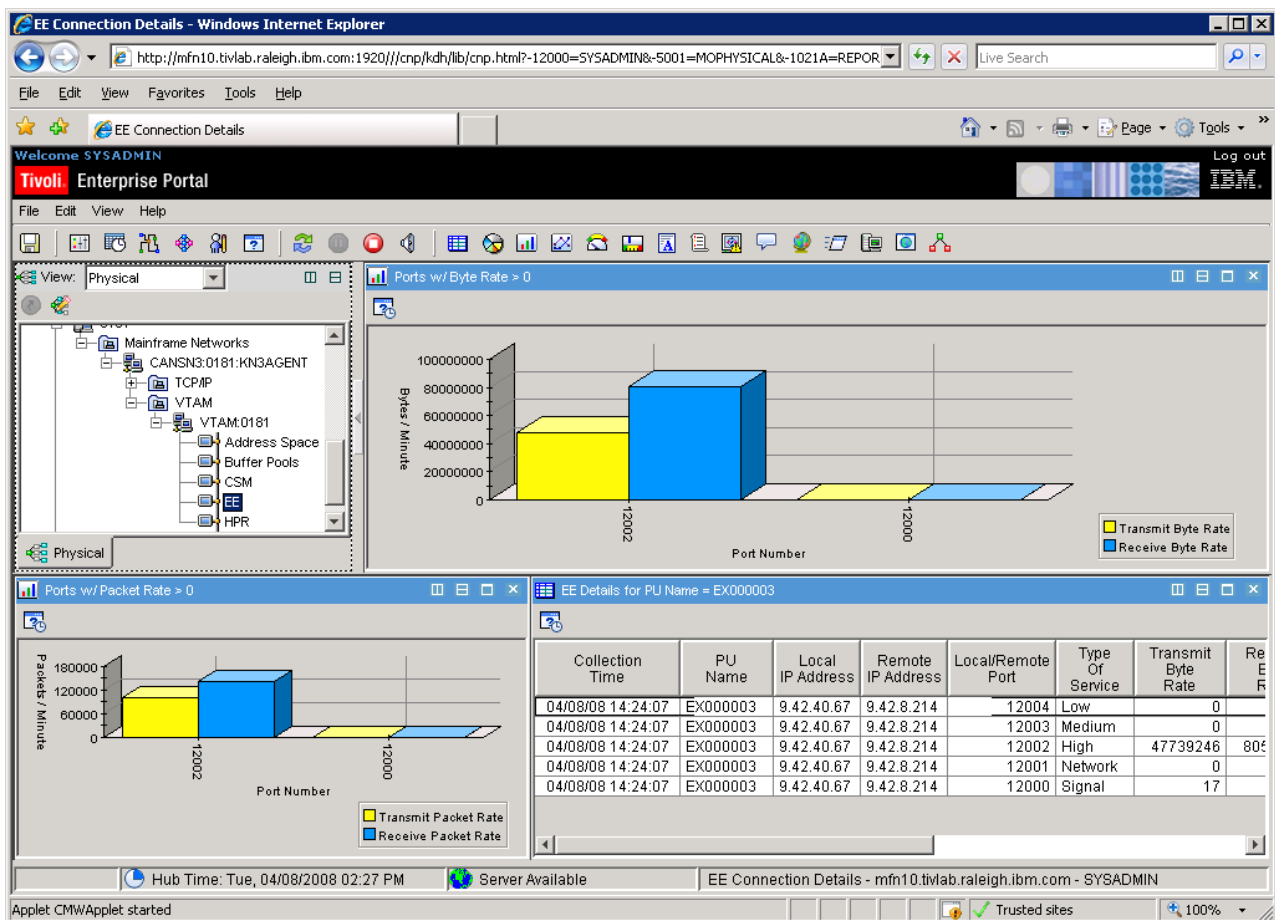 EE Connection Details - Windows Internet Explorer
http://mfn10.tivlab.raleigh.ibm.com:1920///cnp/kdh/lib/cnp.html?-12000=SYSADMIN&-5001=MOPHYSICAL&-1021A=REPOR
Live Search
File Edit View Favorites Tools Help
EE Connection Details
Page Tools »
Welcome SYSADMIN
Log out
Tivoli. Enterprise Portal
IBM.
File Edit View Help
View: Physical
Mainframe Networks
CANSN3:0181:KN3AGENT
TCP/IP
VTAM
VTAM:0181
Address Space
Buffer Pools
CSM
EE
HPR
Physical
Ports w/ Byte Rate > 0
Bytes / Minute
100000000
80000000
60000000
40000000
20000000
0
12002
12000
Port Number
Transmit Byte Rate
Receive Byte Rate
Ports w/ Packet Rate > 0
Packets / Minute
180000
120000
60000
0
12002
12000
Port Number
Transmit Packet Rate
Receive Packet Rate
EE Details for PU Name = EX000003
Collection Time PU Name Local IP Address Remote IP Address Local/Remote Port Type Of Service Transmit Byte Rate Re
04/08/08 14:24:07 EX000003 9.42.40.67 9.42.8.214 12004 Low 0
04/08/08 14:24:07 EX000003 9.42.40.67 9.42.8.214 12003 Medium 0
04/08/08 14:24:07 EX000003 9.42.40.67 9.42.8.214 12002 High 47739246 805
04/08/08 14:24:07 EX000003 9.42.40.67 9.42.8.214 12001 Network 0
04/08/08 14:24:07 EX000003 9.42.40.67 9.42.8.214 12000 Signal 17
Hub Time: Tue, 04/08/2008 02:27 PM
Server Available
EE Connection Details - mfn10.tivlab.raleigh.ibm.com - SYSADMIN
Applet CMWApplet started
Trusted sites
100%